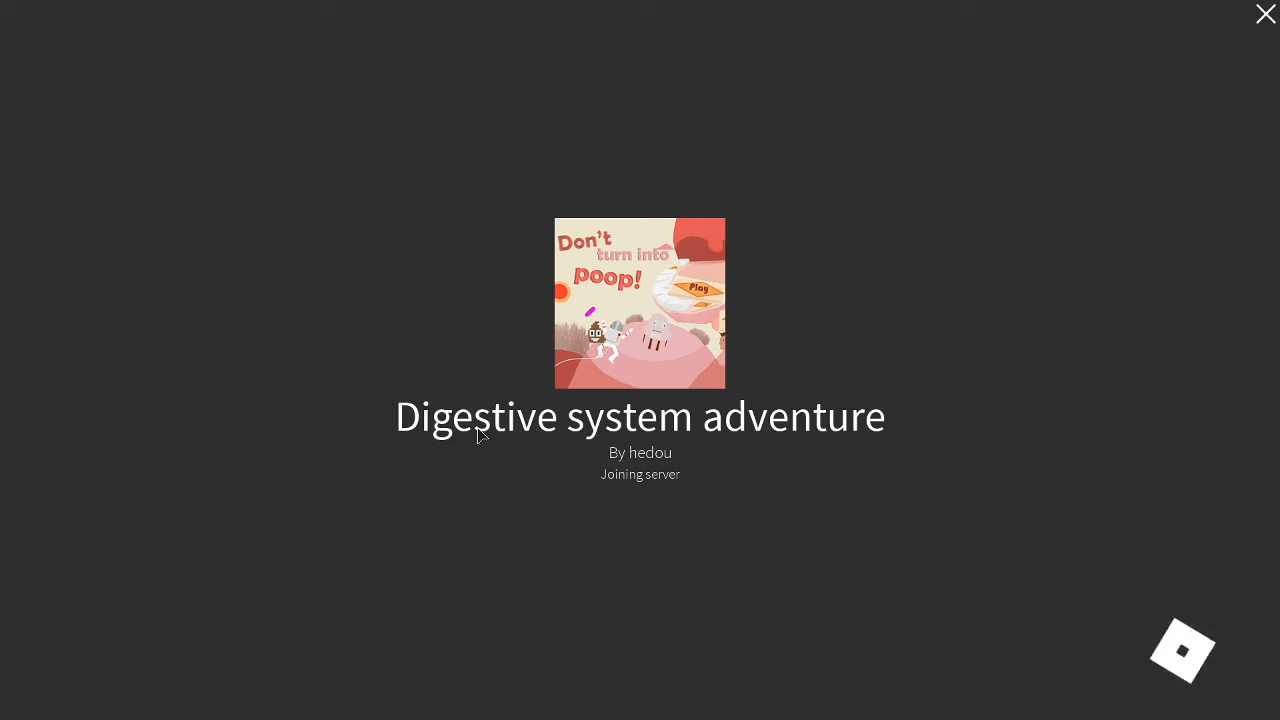 Don't
turn into
poop!
Play
Digestive system adventure
By hedou
Joining server